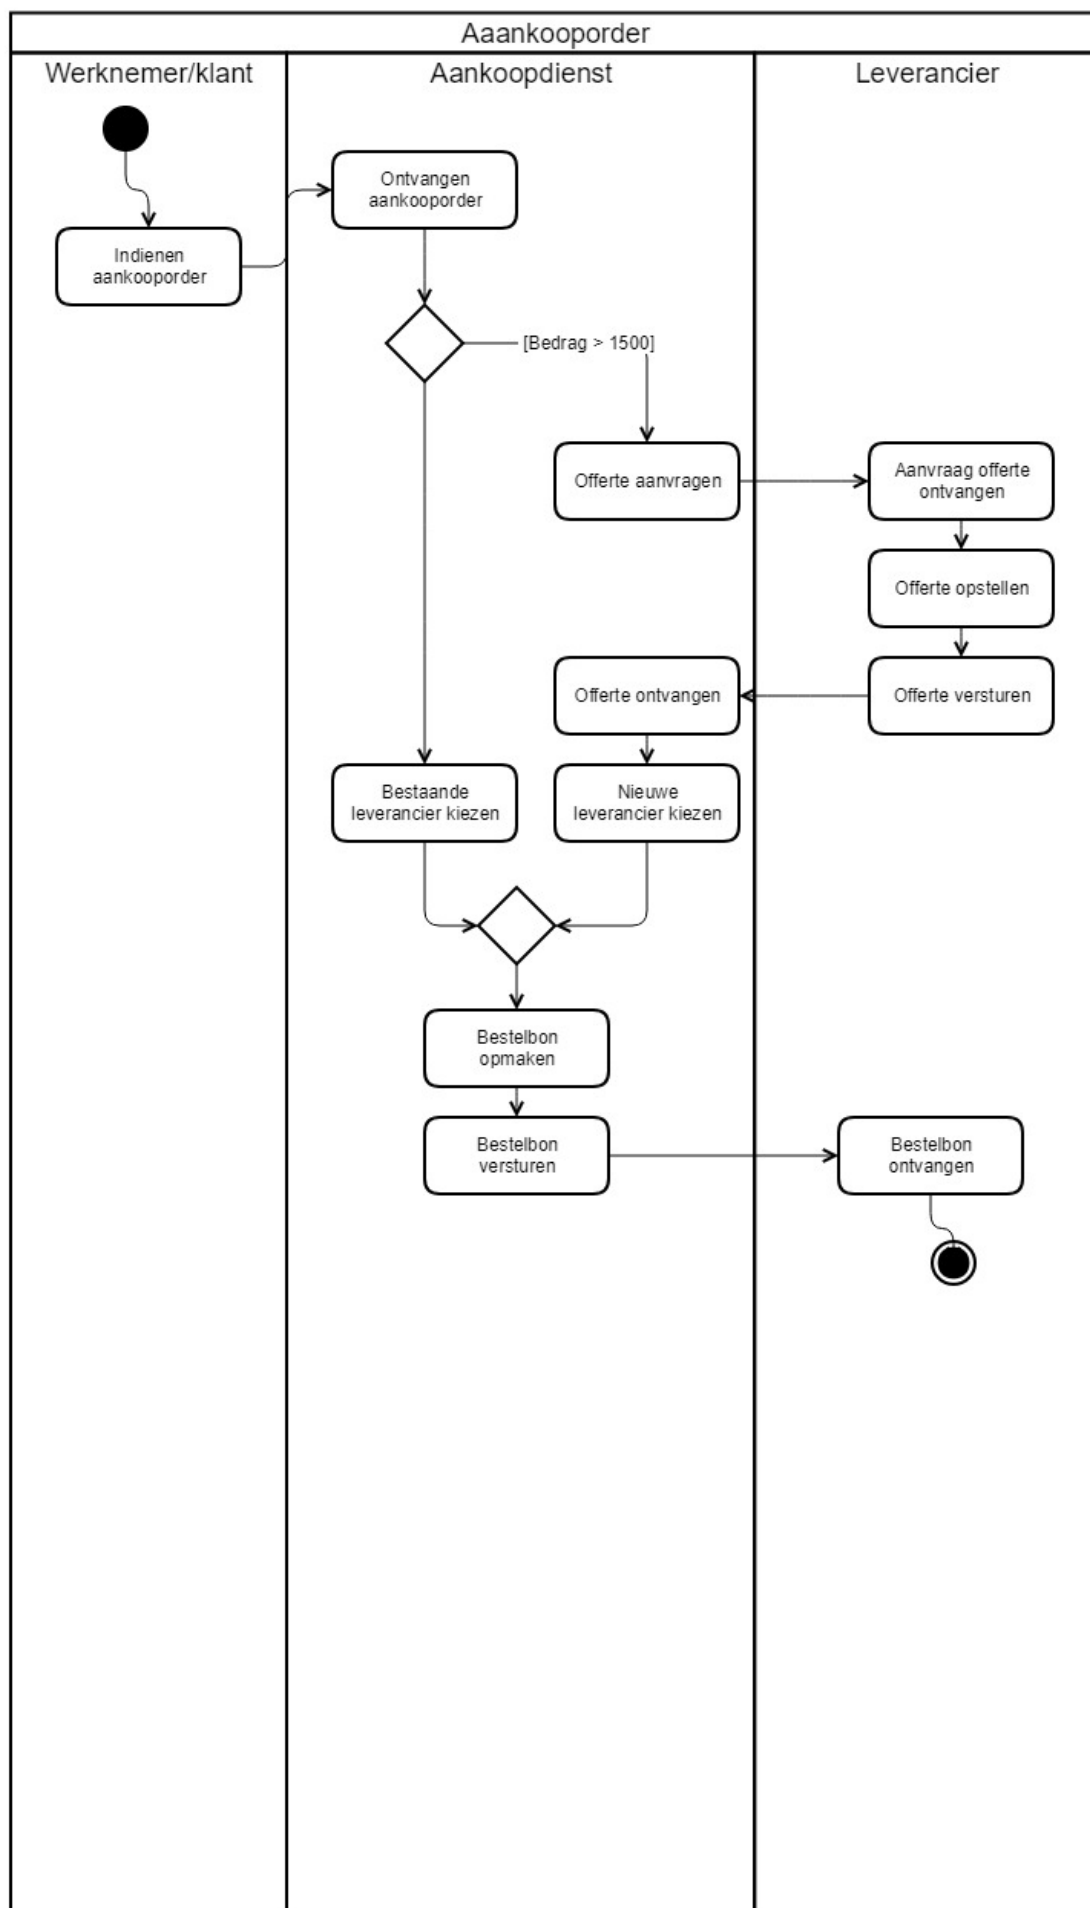 Aaankooporder
Werknemer/klant
Aankoopdienst
Leverancier
Ontvangen
aankooporder
Indienen
aankooporder
[Bedrag > 1500]
Offerte aanvragen
Aanvraag offerte
ontvangen
Offerte opstellen
Offerte ontvangen
Offerte versturen
Bestaande
leverancier kiezen
Nieuwe
leverancier kiezen
Bestelbon
opmaken
Bestelbon
versturen
Bestelbon
ontvangen